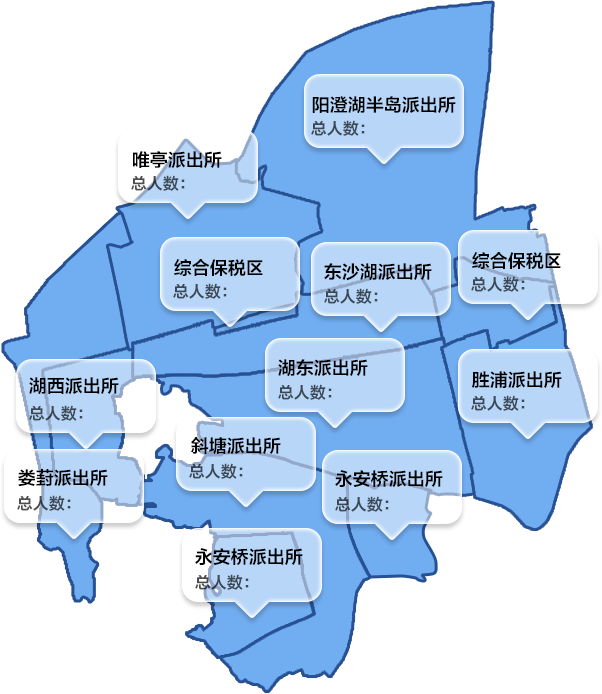 阳澄湖半岛派出所
总人数：
唯亭派出所
总人数：
综合保税区
总人数：
东沙湖派出所
总人数：
综合保税区
总人数：
湖西派出所
总人数：
湖东派出所
总人数：
胜浦派出所
总人数：
斜塘派出所
总人数：
娄葑派出所
总人数：
永安桥派出所
总人数：
永安桥派出所
总人数：